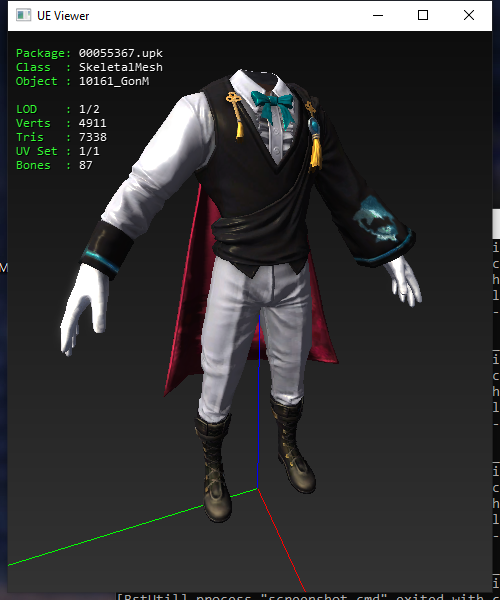 UE Viewer
Package: 00055367.upk
Class : SkeletalMesh
Object : 10161_GonM
LOD : 1/2
Verts : 4911
Tris : 7338
UV Set : 1/1
Bones : 87
M
i
c
h
l
-
i
c
h
l
-
i
c
h
l
-
i
[BstUtil] process "screenshot.cmd" exited with c